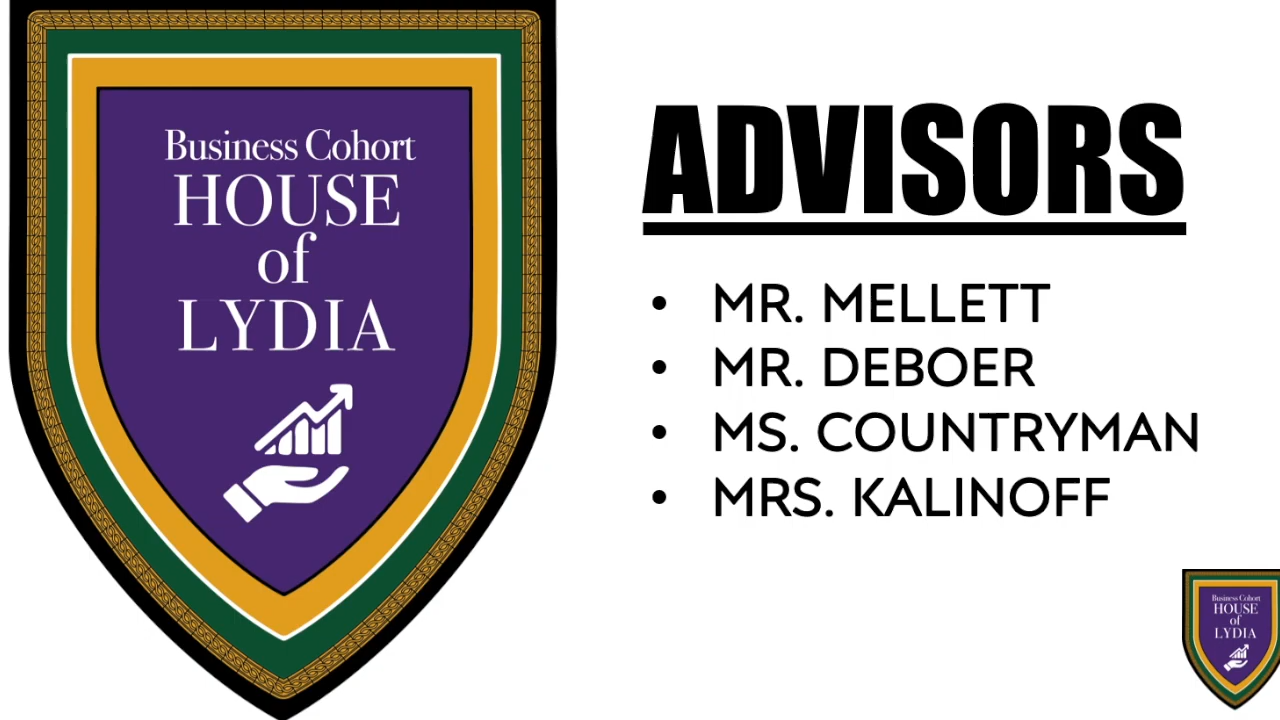 Business Cohort
HOUSE
of
LYDIA
ADVISORS
• MR. MELLETT
• MR. DEBOER
• MS. COUNTRYMAN
• MRS. KALINOFF
Business Cohort
HOUSE
of
LYDIA